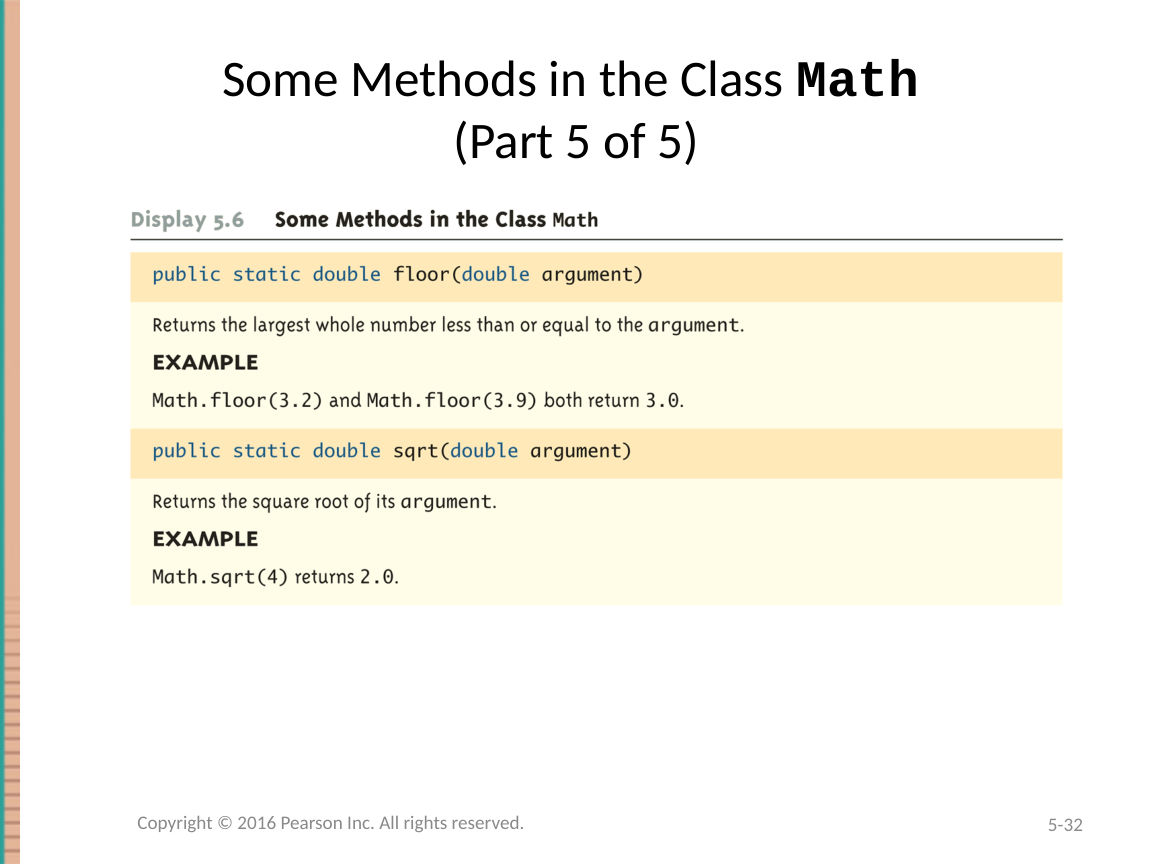 Some Methods in the Class Math
(Part 5 of 5)
Display 5.6 Some Methods in the Class Math
public static double floor(double argument)
Returns the largest whole number less than or equal to the argument.
EXAMPLE
Math.floor(3.2) and Math.floor(3.9) both return 3.0.
public static double sqrt(double argument)
Returns the square root of its argument.
EXAMPLE
Math.sqrt(4) returns 2.0.
Copyright © 2016 Pearson Inc. All rights reserved.
5-32